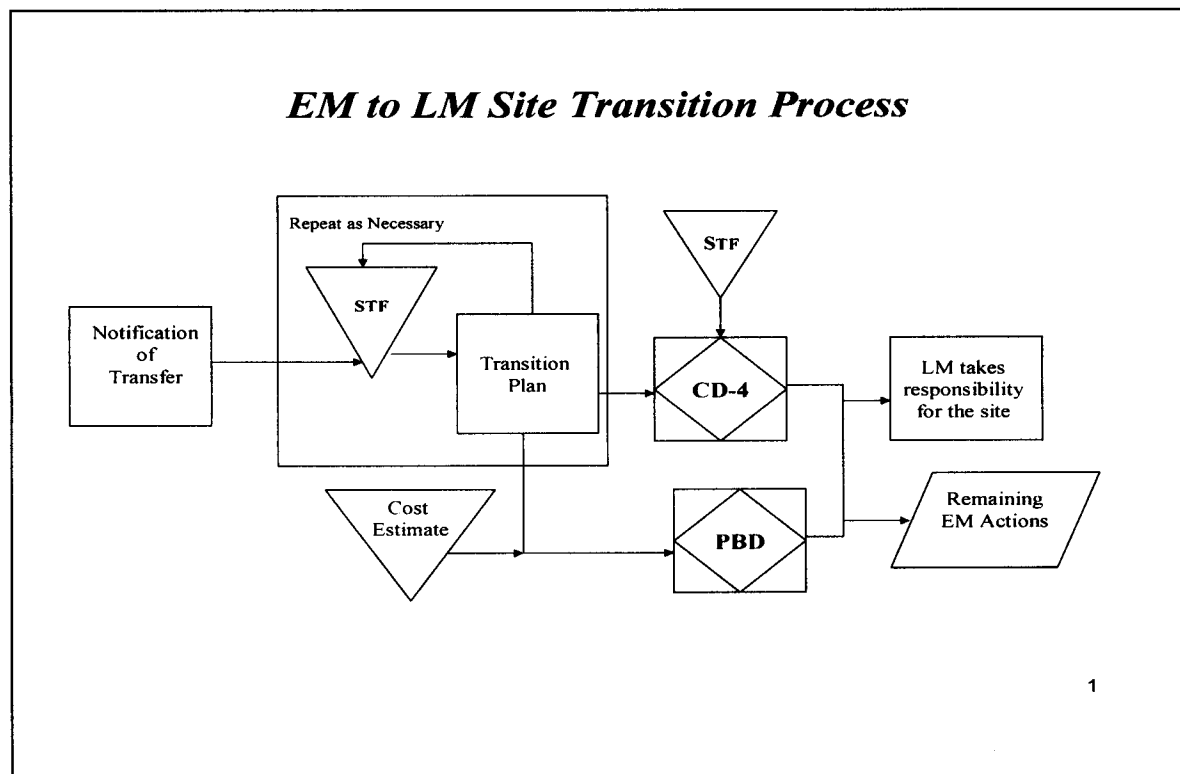 EM to LM Site Transition Process
Repeat as Necessary
STF
Notification
of
Transfer
Transition
Plan
STF
CD-4
LM takes
responsibility
for the site
Cost
Estimate
PBD
Remaining
EM Actions
1